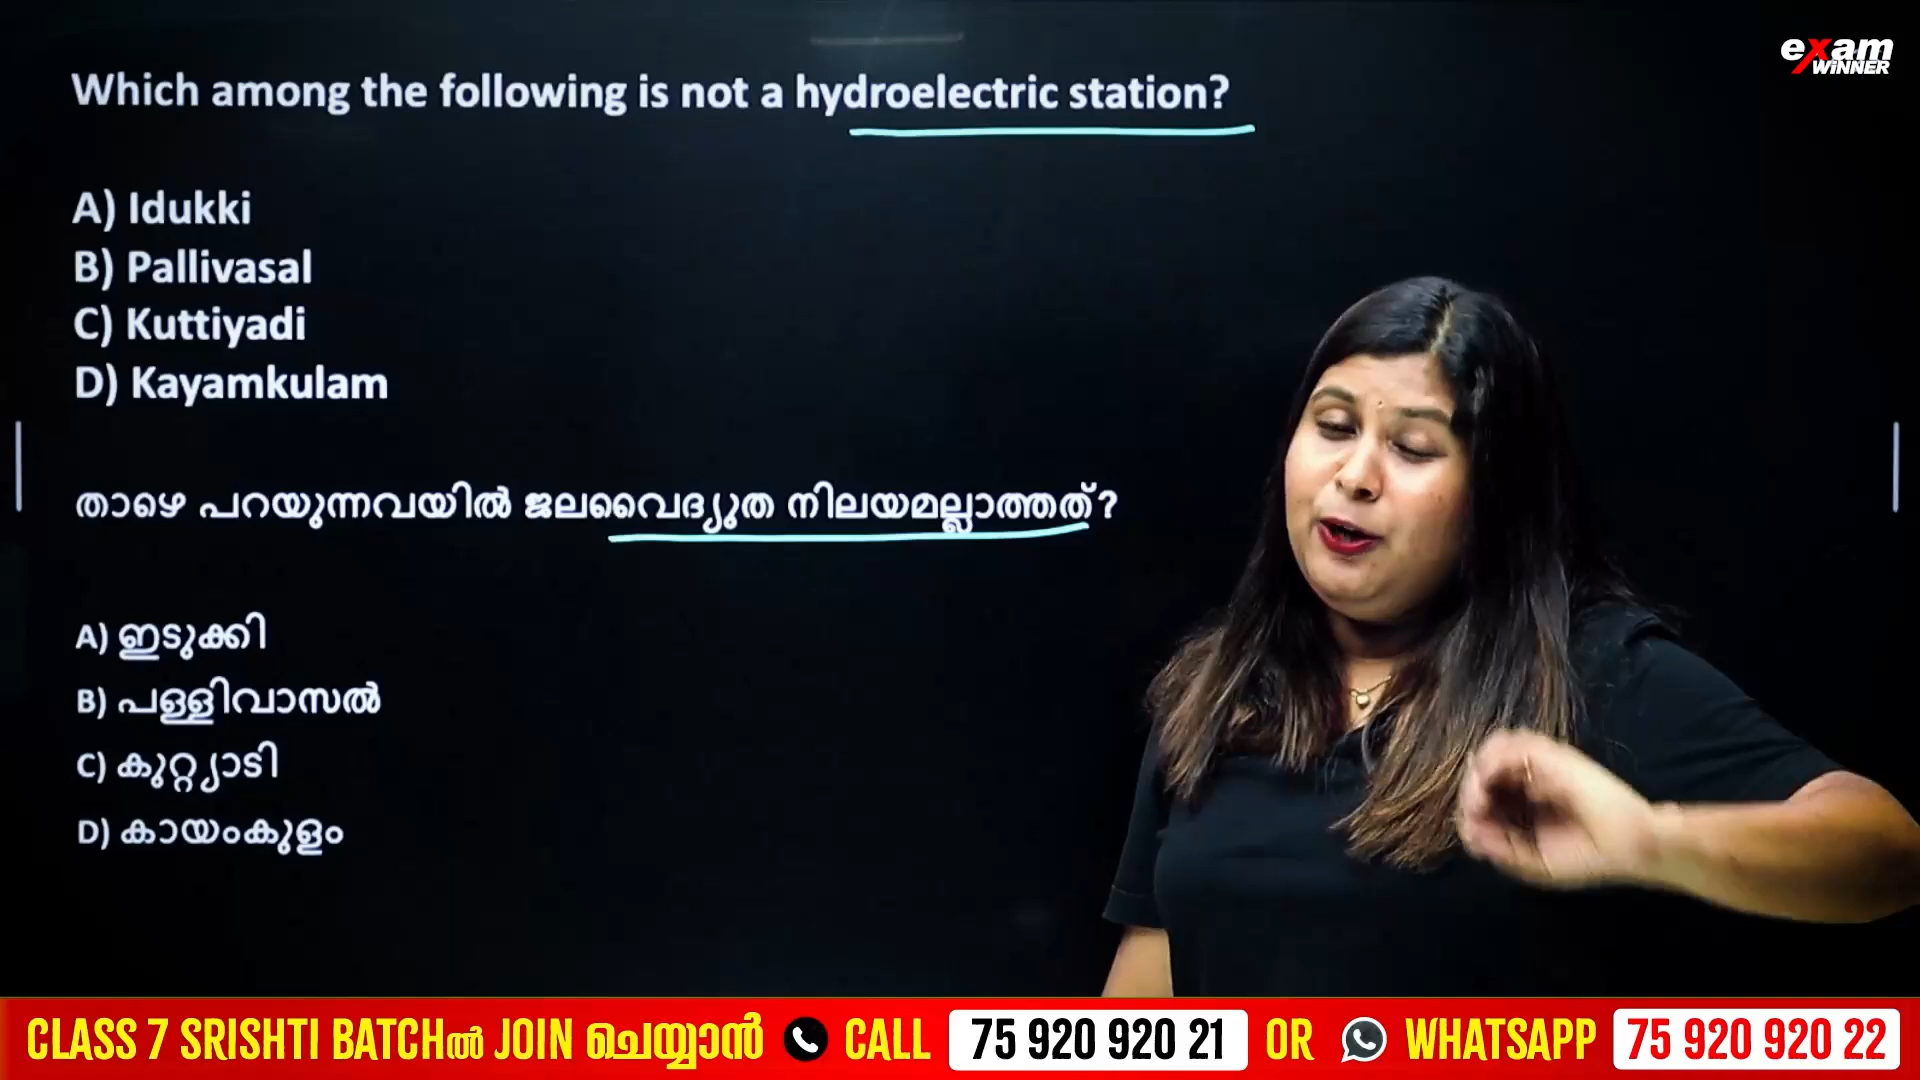 exam
WINNER
Which among the following is not a hydroelectric station?
A) Idukki
B) Pallivasal
C) Kuttiyadi
D) Kayamkulam
താഴെ പറയുന്നവയിൽ ജലവൈദ്യുത നിലയമല്ലാത്തത്?
A) ഇടുക്കി
B) പള്ളിവാസൽ
C) കുറ്റ്യാടി
D) കായംകുളം
CLASS 7 SRISHTI BATCHൽ JOIN ചെയ്യാൻ CALL 75 920 920 21 OR WHATSAPP 75 920 920 22